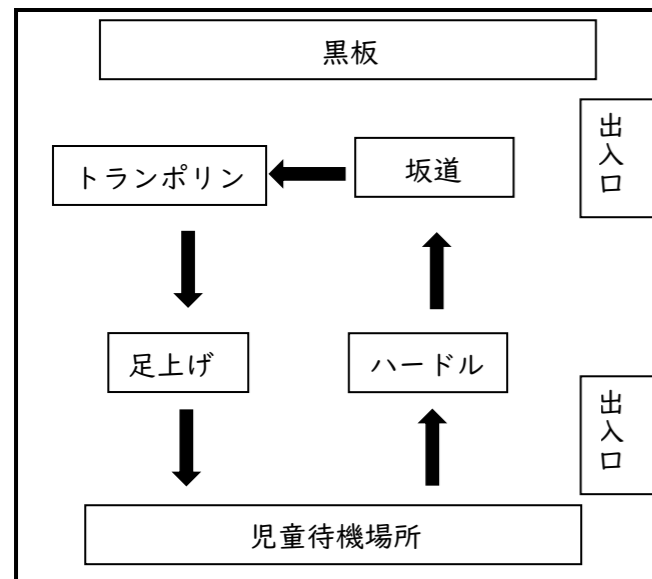 黒板
出入口
トランポリン
坂道
足上げ
ハードル
出入口
児童待機場所